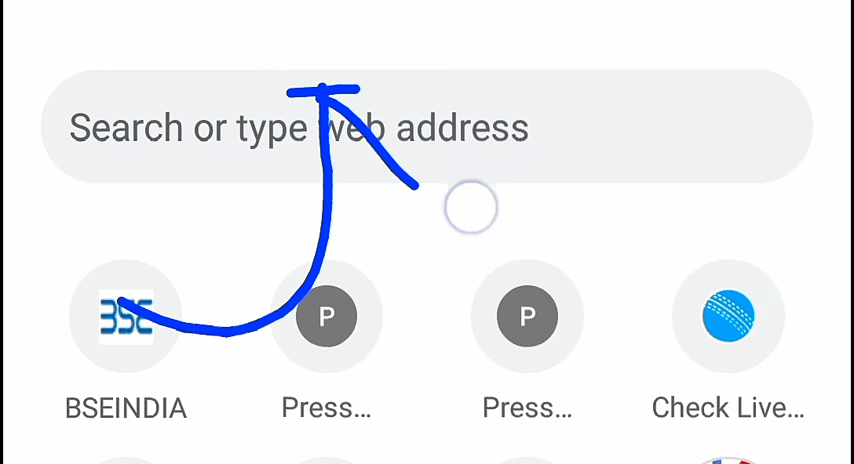 Search or type web address
BSE P P
BSEINDIA Press... Press... Check Live...